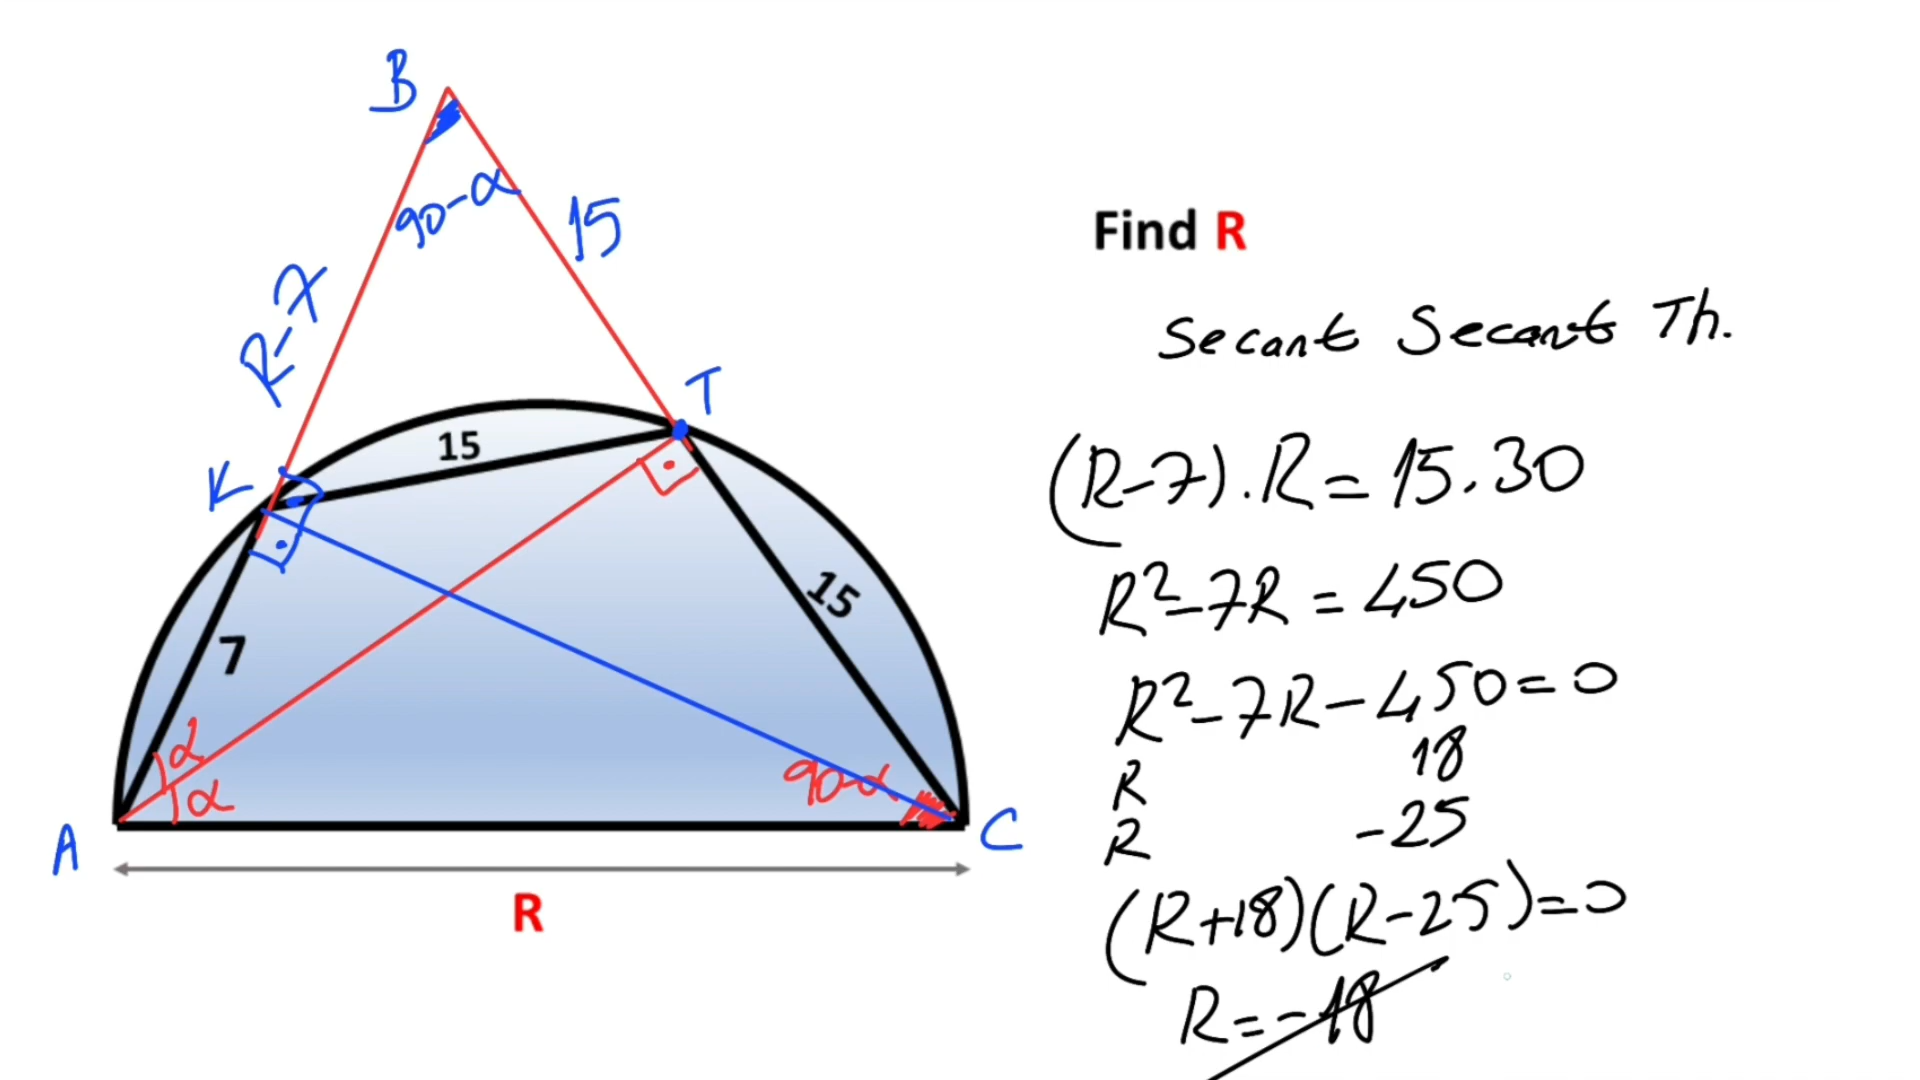 B
90-α
15
R-7
T
K
15
15
7
α
α
90-α
A
C
R
Find R
Secant Secants Th.
(R-7).R=15.30
R²-7R=450
R²-7R-450=0
R 18
R -25
(R+18)(R-25)=0
R=-18